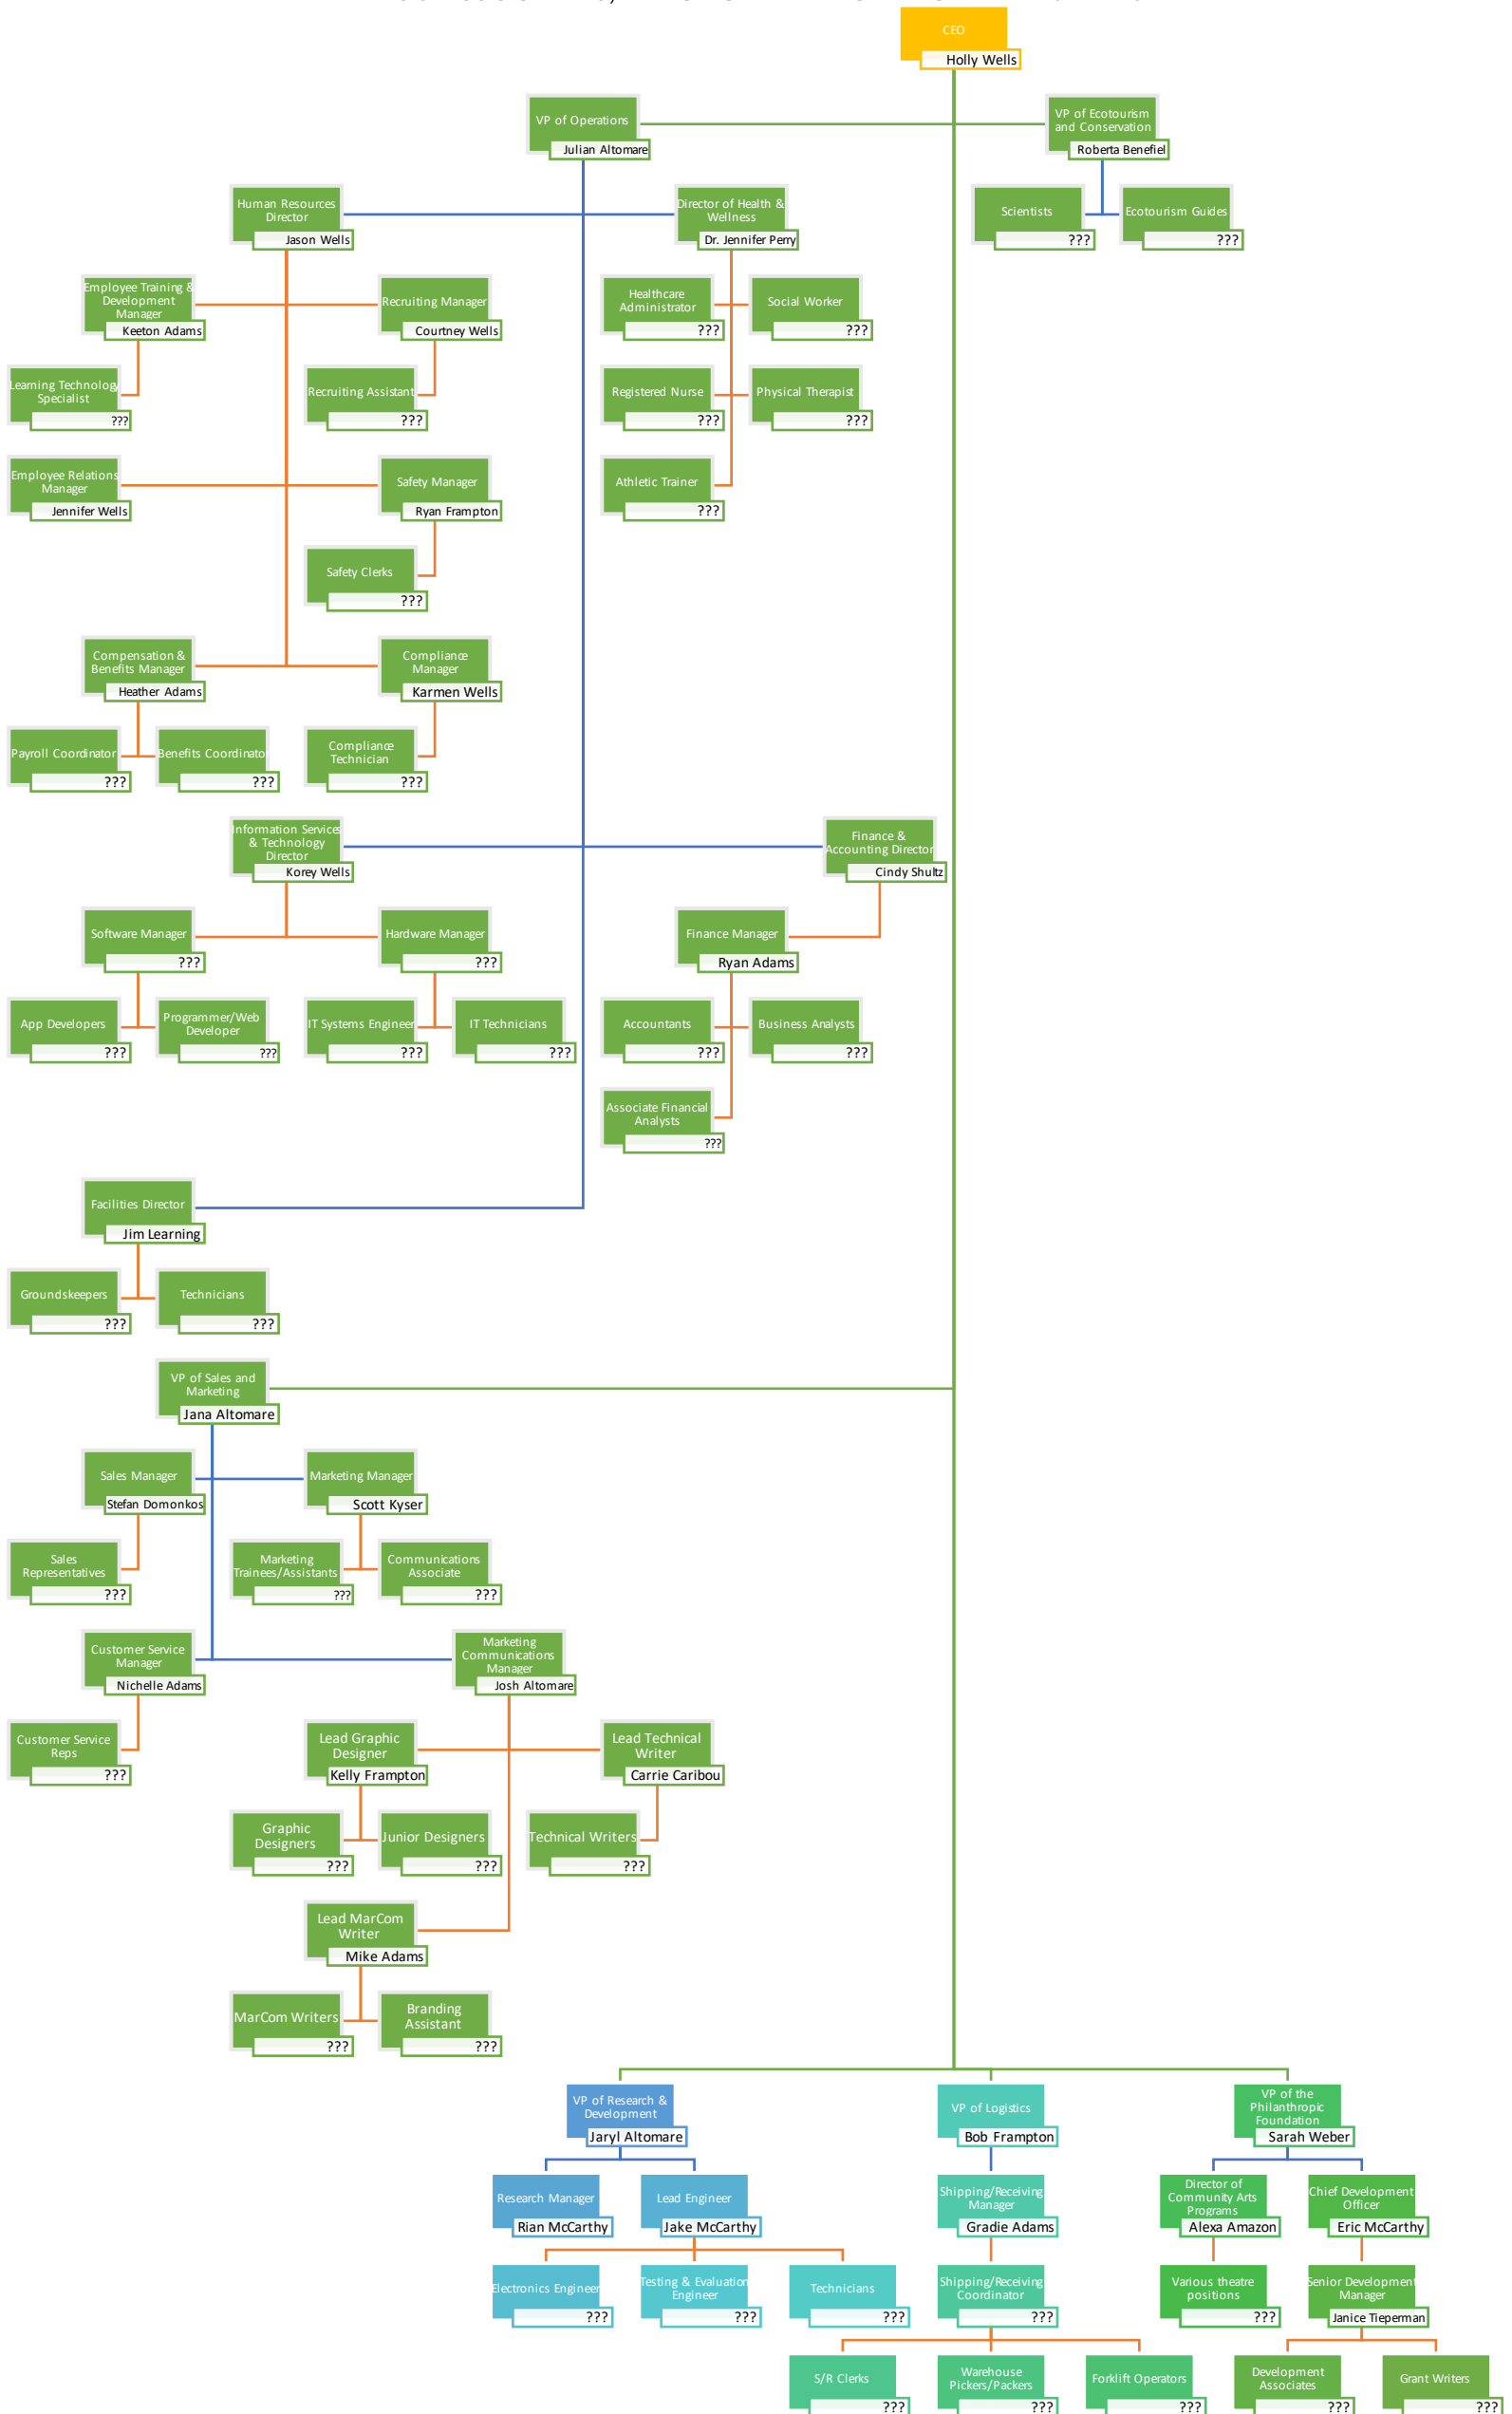 CEO
Holly Wells
VP of Operations
Julian Altomare
VP of Ecotourism
and Conservation
Roberta Benefiel
Human Resources
Director
Jason Wells
Director of Health &
Wellness
Dr. Jennifer Perry
Scientists
???
Ecotourism Guides
???
Employee Training &
Development
Manager
Keeton Adams
Recruiting Manager
Courtney Wells
Healthcare
Administrator
???
Social Worker
???
Learning Technology
Specialist
???
Recruiting Assistant
???
Registered Nurse
???
Physical Therapist
???
Employee Relations
Manager
Jennifer Wells
Safety Manager
Ryan Frampton
Athletic Trainer
???
Safety Clerks
???
Compensation &
Benefits Manager
Heather Adams
Compliance
Manager
Karmen Wells
Payroll Coordinator
???
Benefits Coordinator
???
Compliance
Technician
???
Information Services
& Technology
Director
Korey Wells
Finance &
Accounting Director
Cindy Shultz
Software Manager
???
Hardware Manager
???
Finance Manager
Ryan Adams
App Developers
???
Programmer/Web
Developer
???
IT Systems Engineer
???
IT Technicians
???
Accountants
???
Business Analysts
???
Associate Financial
Analysts
???
Facilities Director
Jim Learning
Groundskeepers
???
Technicians
???
VP of Sales and
Marketing
Jana Altomare
Sales Manager
Stefan Domonkos
Marketing Manager
Scott Kyser
Sales
Representatives
???
Marketing
Trainees/Assistants
???
Communications
Associate
???
Customer Service
Manager
Nichelle Adams
Marketing
Communications
Manager
Josh Altomare
Customer Service
Reps
???
Lead Graphic
Designer
Kelly Frampton
Lead Technical
Writer
Carrie Caribou
Graphic
Designers
???
Junior Designers
???
Technical Writers
???
Lead MarCom
Writer
Mike Adams
MarCom Writers
???
Branding
Assistant
???
VP of Research &
Development
Jaryl Altomare
VP of Logistics
Bob Frampton
VP of the
Philanthropic
Foundation
Sarah Weber
Research Manager
Rian McCarthy
Lead Engineer
Jake McCarthy
Shipping/Receiving
Manager
Gradie Adams
Director of
Community Arts
Programs
Alexa Amazon
Chief Development
Officer
Eric McCarthy
Electronics Engineer
???
Testing & Evaluation
Engineer
???
Technicians
???
Shipping/Receiving
Coordinator
???
Various theatre
positions
???
Senior Development
Manager
Janice Tieperman
S/R Clerks
???
Warehouse
Pickers/Packers
???
Forklift Operators
???
Development
Associates
???
Grant Writers
???